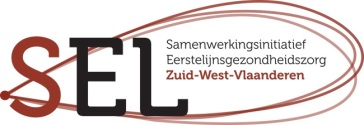 SEL
Samenwerkingsinitiatief
Eerstelijnsgezondheidszorg
Zuid-West-Vlaanderen